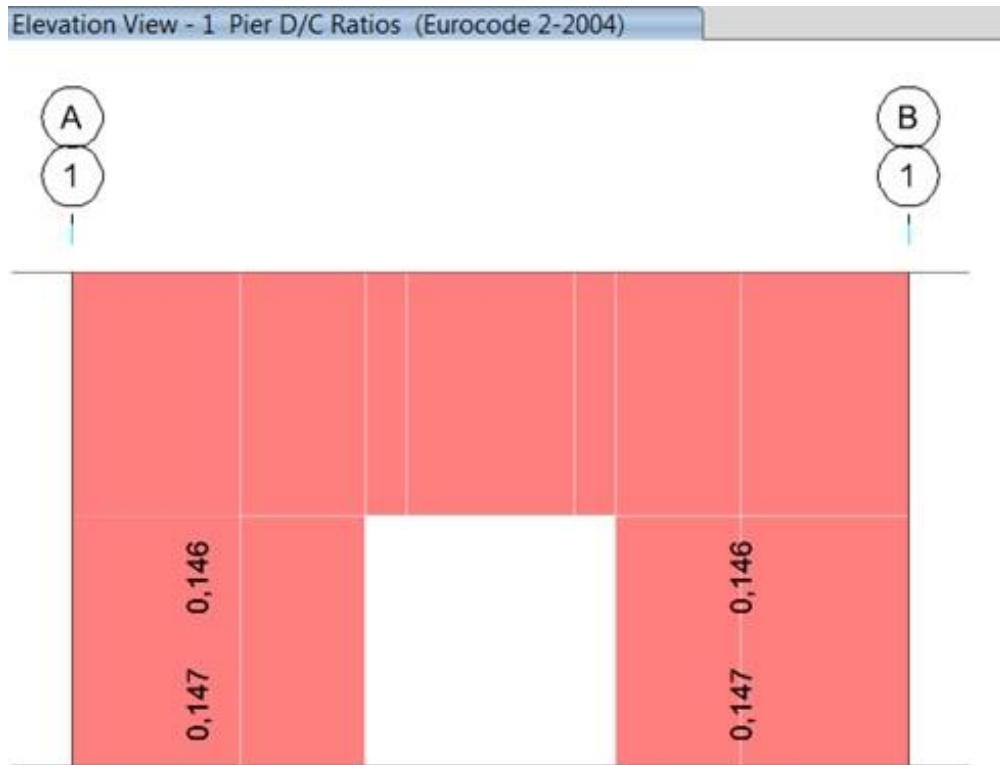 Elevation View - 1 Pier D/C Ratios (Eurocode 2-2004)
A
B
1
1
0,146
0,146
0,147
0,147